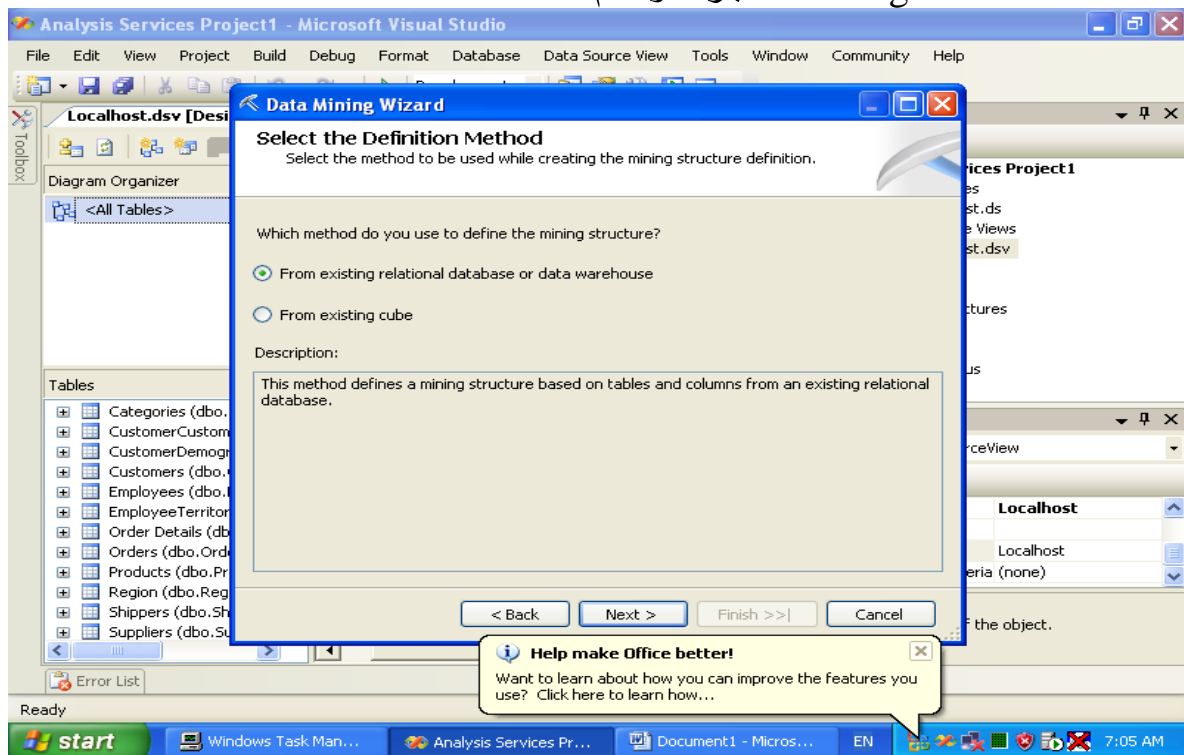 Analysis Services Project1 - Microsoft Visual Studio
File Edit View Project Build Debug Format Database Data Source View Tools Window Community Help
Localhost.dsv [Desi
Toolbox
Diagram Organizer
<All Tables>
Tables
Categories (dbo.
CustomerCustom
CustomerDemogr
Customers (dbo.
Employees (dbo.
EmployeeTerritor
Order Details (db
Orders (dbo.Ord
Products (dbo.Pr
Region (dbo.Reg
Shippers (dbo.Sh
Suppliers (dbo.Su
Data Mining Wizard
Select the Definition Method
Select the method to be used while creating the mining structure definition.
Which method do you use to define the mining structure?
From existing relational database or data warehouse
From existing cube
Description:
This method defines a mining structure based on tables and columns from an existing relational
database.
< Back Next > Finish >>| Cancel
ices Project1
es
st.ds
e Views
st.dsv
ctures
us
rceView
Localhost
Localhost
eria (none)
f the object.
Help make Office better!
Want to learn about how you can improve the features you
use? Click here to learn how...
Error List
Ready
start Windows Task Man... Analysis Services Pr... Document1 - Micros... EN 7:05 AM